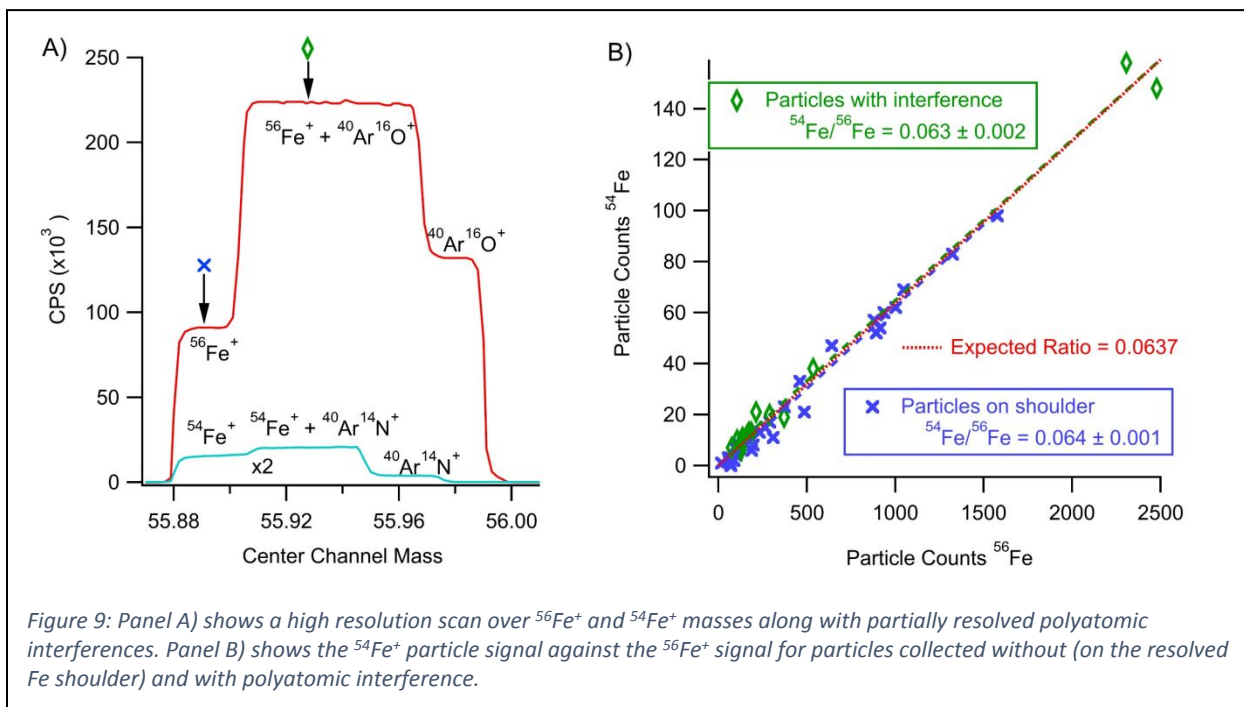 A)
250
200
150
100
50
0
CPS (x10³)
⁵⁶Fe⁺ + ⁴⁰Ar¹⁶O⁺
⁴⁰Ar¹⁶O⁺
⁵⁶Fe⁺
⁵⁴Fe⁺
⁵⁴Fe⁺ + ⁴⁰Ar¹⁴N⁺
x2
⁴⁰Ar¹⁴N⁺
55.88 55.92 55.96 56.00
Center Channel Mass
B)
140
120
100
80
60
40
20
0
Particle Counts ⁵⁴Fe
Particles with interference
⁵⁴Fe/⁵⁶Fe = 0.063 ± 0.002
Expected Ratio = 0.0637
Particles on shoulder
⁵⁴Fe/⁵⁶Fe = 0.064 ± 0.001
0 500 1000 1500 2000 2500
Particle Counts ⁵⁶Fe
Figure 9: Panel A) shows a high resolution scan over ⁵⁶Fe⁺ and ⁵⁴Fe⁺ masses along with partially resolved polyatomic
interferences. Panel B) shows the ⁵⁴Fe⁺ particle signal against the ⁵⁶Fe⁺ signal for particles collected without (on the resolved
Fe shoulder) and with polyatomic interference.